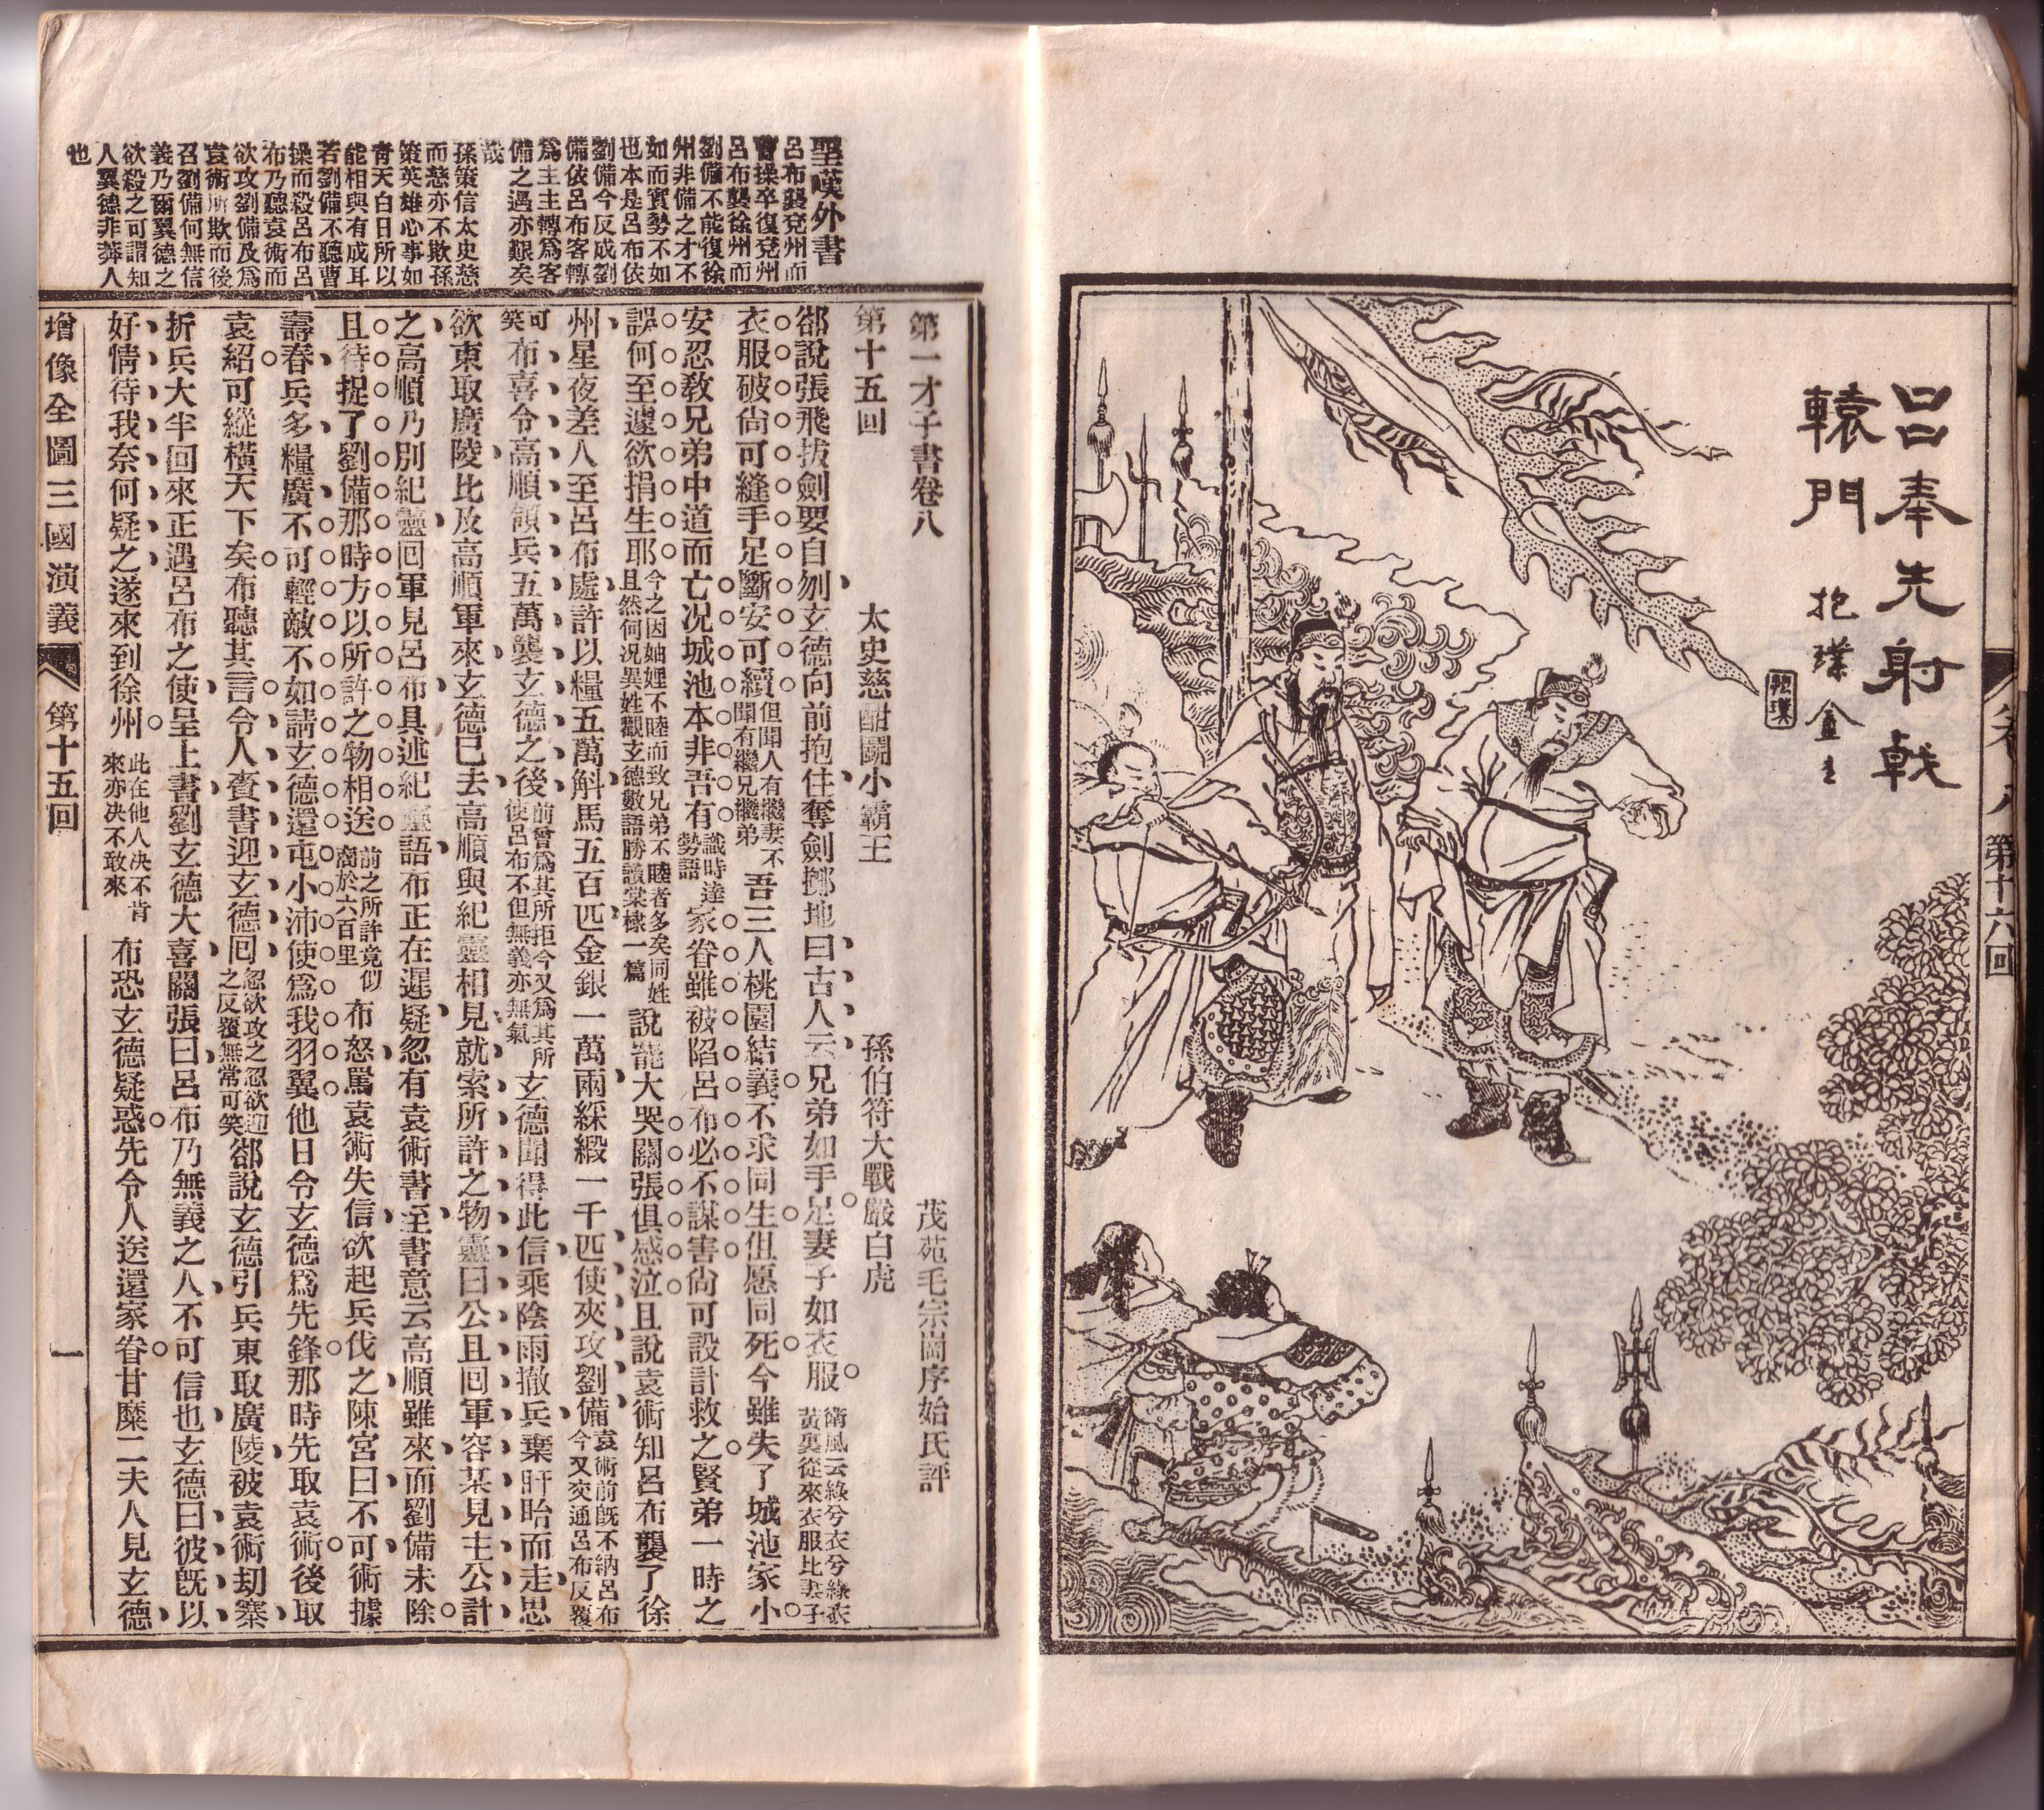 呂奉先射戟
轅門
抱璞盦主
卷八 第十六回
聖嘆外書
呂布襲兗州而
曹操卒復兗州
呂布襲徐州而
劉備不能復徐
州非備之才不
如而實勢不如
也本是呂布依
劉備今反成劉
備依呂布客轉
爲主主轉爲客
備之遇亦艱矣
哉
孫策信太史慈
而慈亦不欺孫
策英雄心事如
青天白日所以
能相與有成耳
若劉備不聽曹
操而殺呂布呂
布乃聽袁術而
欲攻劉備及爲
袁術所欺而後
召劉備何無信
義乃爾翼德之
欲殺之可謂知
人翼德非莽人
也
第一才子書卷八 茂苑毛宗崗序始氏評
第十五回 太史慈酣鬭小霸王 孫伯符大戰嚴白虎
郤說張飛拔劍要自刎玄德向前抱住奪劍擲地曰古人云兄弟如手足妻子如衣服綠風云綠兮衣兮綠衣黃裏從來衣服比妻子
衣服破尙可縫手足斷安可續但聞人有繼妻不聞有繼兄繼弟吾三人桃園結義不求同生但愿同死今雖失了城池家小
安忍敎兄弟中道而亡况城池本非吾有識時達勢語家眷雖被陷呂布必不謀害尙可設計救之賢弟一時之
誤何至遽欲捐生耶今之因妯娌不睦而致兄弟不睦者多矣同姓且然何况異姓觀玄德數語勝讀棠棣一篇說罷大哭關張俱感泣且說袁術知呂布襲了徐
州星夜差人至呂布處許以糧五萬斛馬五百匹金銀一萬兩綵緞一千匹使夾攻劉備袁術前旣不納呂布今又交通呂布反覆
可笑布喜令高順領兵五萬襲玄德之後前曾爲其所拒今又爲其所使呂布不但無義亦無氣玄德聞得此信乘陰雨撤兵棄盱眙而走思
欲東取廣陵比及高順軍來玄德已去高順與紀靈相見就索所許之物靈曰公且回軍容某見主公計
之高順乃別紀靈回軍見呂布具述紀靈語布正在遲疑忽有袁術書至書意云高順雖來而劉備未除
且待捉了劉備那時方以所許之物相送前之所許竟似商於六百里布怒駡袁術失信欲起兵伐之陳宮曰不可術據
壽春兵多糧廣不可輕敵不如請玄德還屯小沛使爲我羽翼他日令玄德爲先鋒那時先取袁術後取
袁紹可縱橫天下矣布聽其言令人賫書迎玄德回忽欲攻之忽欲迎之反覆無常可笑郤說玄德引兵東取廣陵被袁術刧寨
折兵大半回來正遇呂布之使呈上書劉玄德大喜關張曰呂布乃無義之人不可信也玄德曰彼旣以
好情待我奈何疑之遂來到徐州此在他人决不肯來亦决不敢來布恐玄德疑惑先令人送還家眷甘糜二夫人見玄德
增像全圖三國演義 第十五回 一